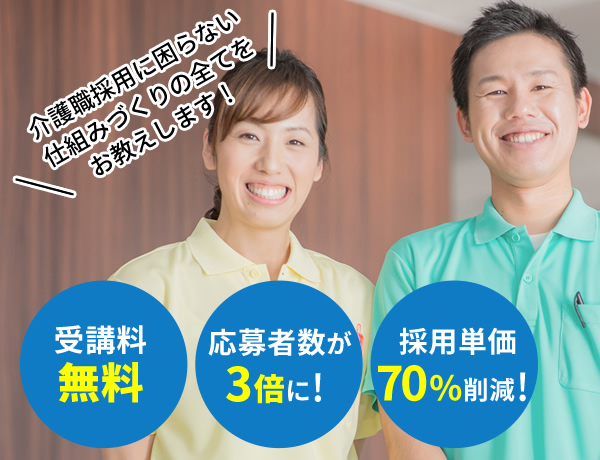 介護職採用に困らない
仕組みづくりの全てを
お教えします！
受講料
無料
応募者数が
3倍に!
採用単価
70%削減!